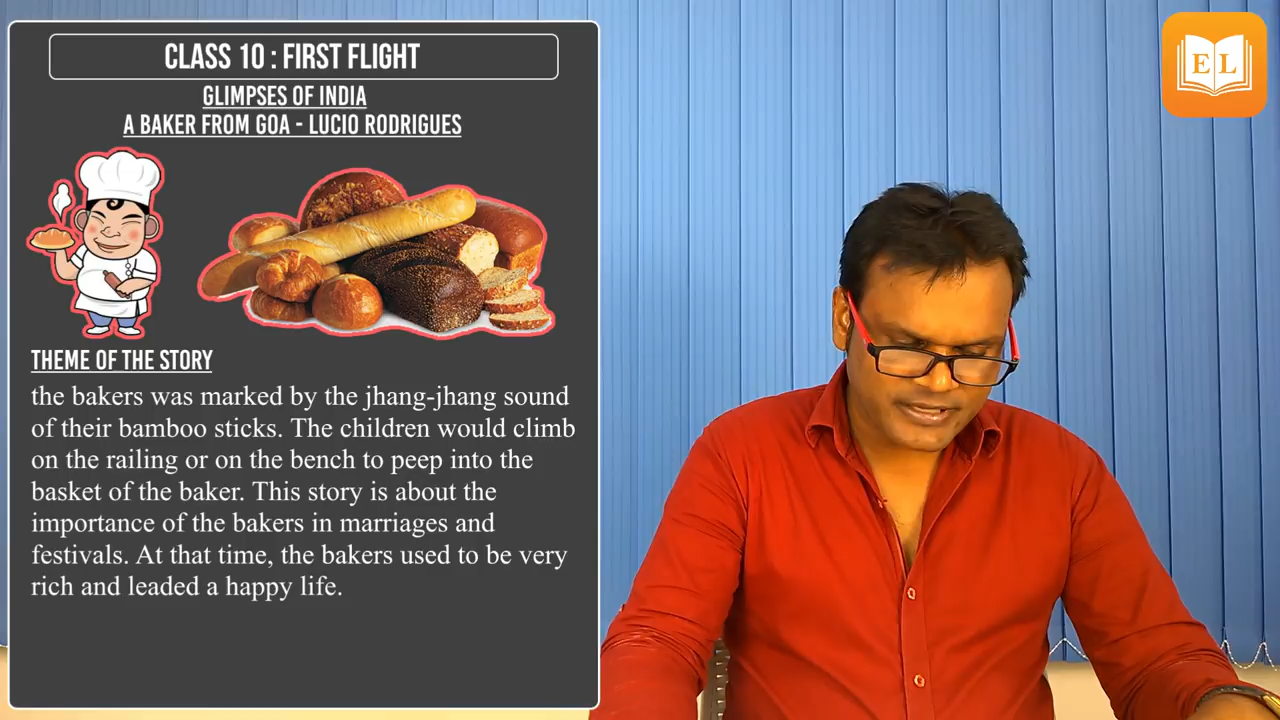 CLASS 10 : FIRST FLIGHT
GLIMPSES OF INDIA
A BAKER FROM GOA - LUCIO RODRIGUES
THEME OF THE STORY
the bakers was marked by the jhang-jhang sound
of their bamboo sticks. The children would climb
on the railing or on the bench to peep into the
basket of the baker. This story is about the
importance of the bakers in marriages and
festivals. At that time, the bakers used to be very
rich and leaded a happy life.
E L